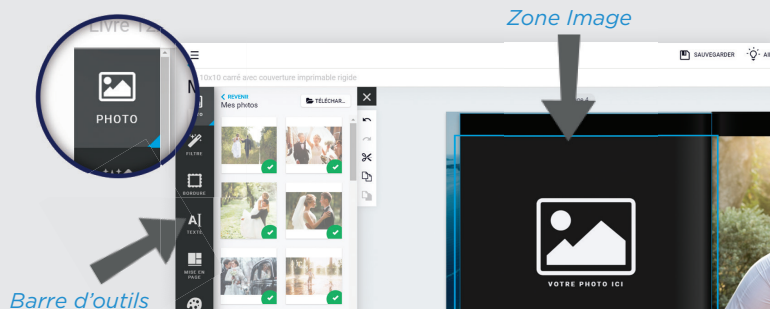 Zone Image
Livre 12
PHOTO
SAUVEGARDER
10x10 carré avec couverture imprimable rigide
REVENIR
Mes photos
TÉLÉCHAR...
FILTRE
BORDURE
TEXTE
MISE EN
PAGE
VOTRE PHOTO ICI
Barre d'outils